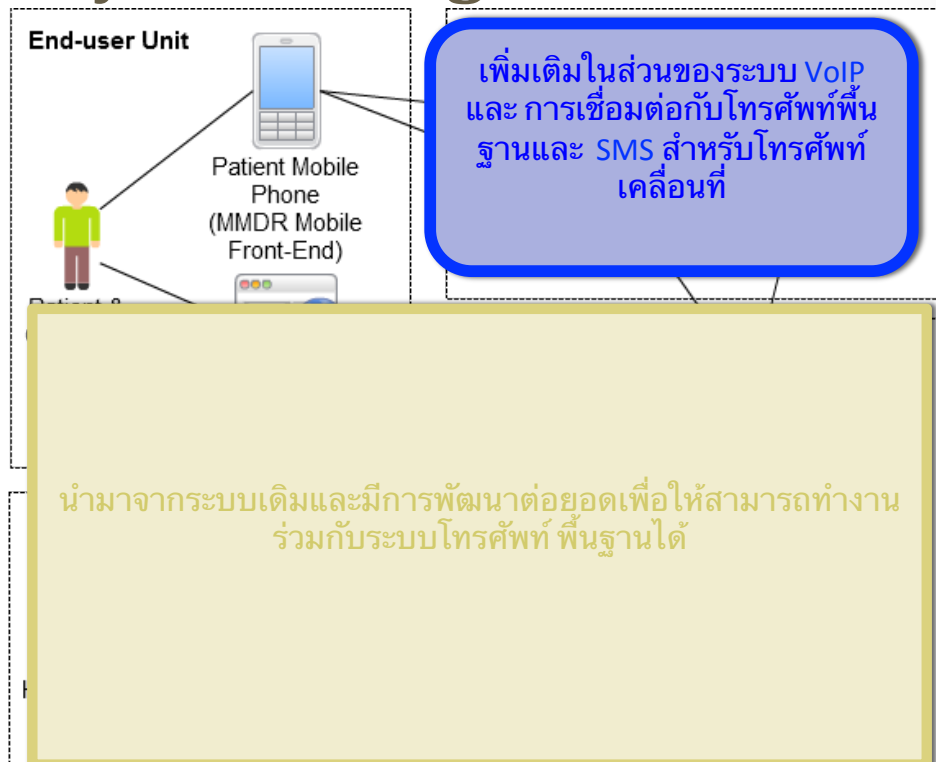 End-user Unit
เพิ่มเติมในส่วนของระบบ VoIP
และ การเชื่อมต่อกับโทรศัพท์พื้น
ฐานและ SMS สำหรับโทรศัพท์
เคลื่อนที่
Patient Mobile
Phone
(MMDR Mobile
Front-End)
นำมาจากระบบเดิมและมีการพัฒนาต่อยอดเพื่อให้สามารถทำงาน
ร่วมกับระบบโทรศัพท์ พื้นฐานได้